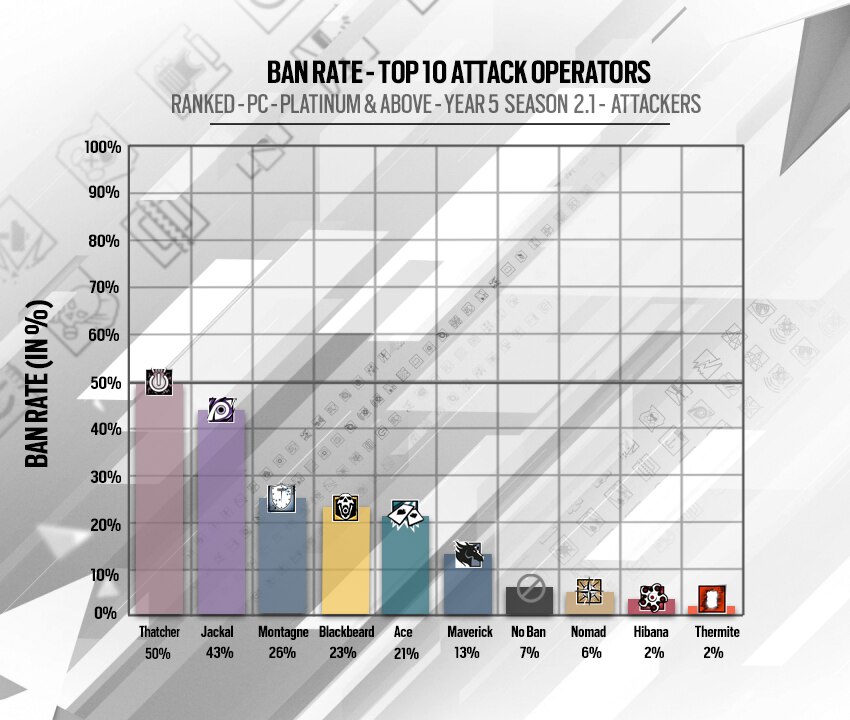 BAN RATE - TOP 10 ATTACK OPERATORS
RANKED - PC - PLATINUM & ABOVE - YEAR 5 SEASON 2.1 - ATTACKERS
BAN RATE (IN %)
100%
90%
80%
70%
60%
50%
40%
30%
20%
10%
0%
Thatcher Jackal Montagne Blackbeard Ace Maverick No Ban Nomad Hibana Thermite
50% 43% 26% 23% 21% 13% 7% 6% 2% 2%